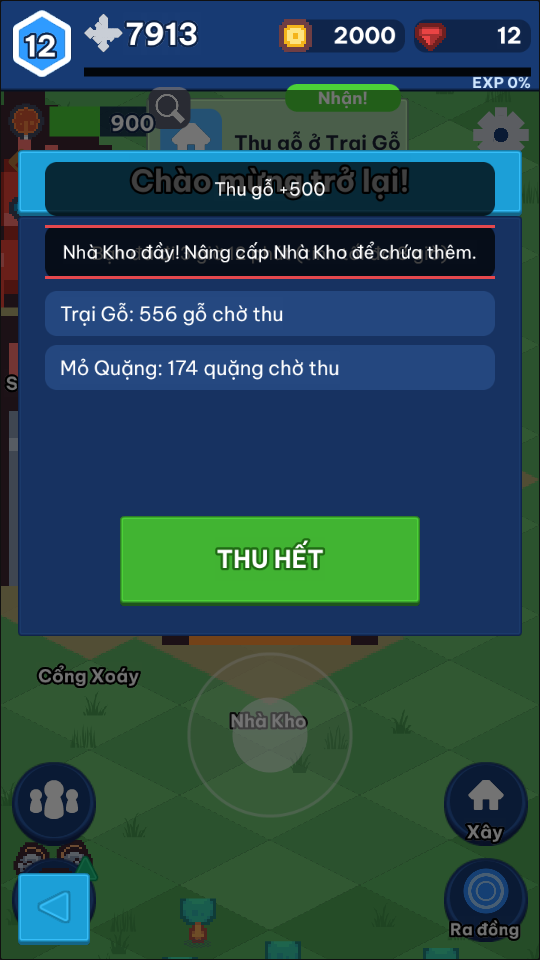 12
7913
2000
12
EXP 0%
Nhận!
900
Thu gỗ ở Trại Gỗ
Chào mừng trở lại!
Thu gỗ +500
Nhà Kho đầy! Nâng cấp Nhà Kho để chứa thêm.
Trại Gỗ: 556 gỗ chờ thu
Mỏ Quặng: 174 quặng chờ thu
THU HẾT
Cổng Xoáy
Nhà Kho
Xây
Ra đồng